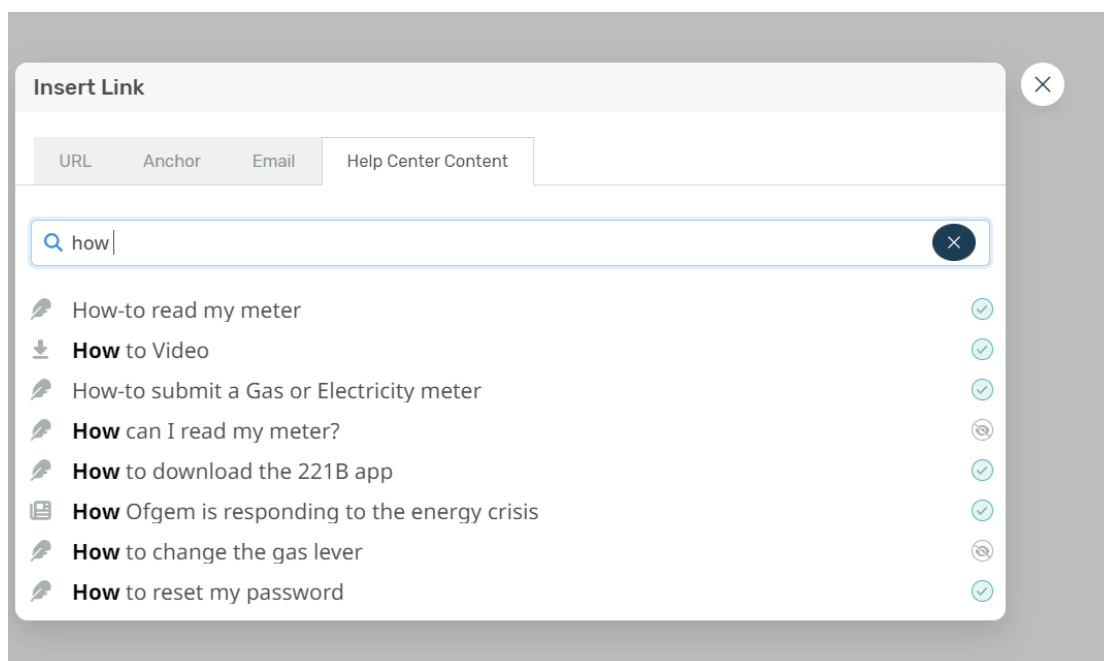 Insert Link
URL Anchor Email Help Center Content
how
How-to read my meter
How to Video
How-to submit a Gas or Electricity meter
How can I read my meter?
How to download the 221B app
How Ofgem is responding to the energy crisis
How to change the gas lever
How to reset my password